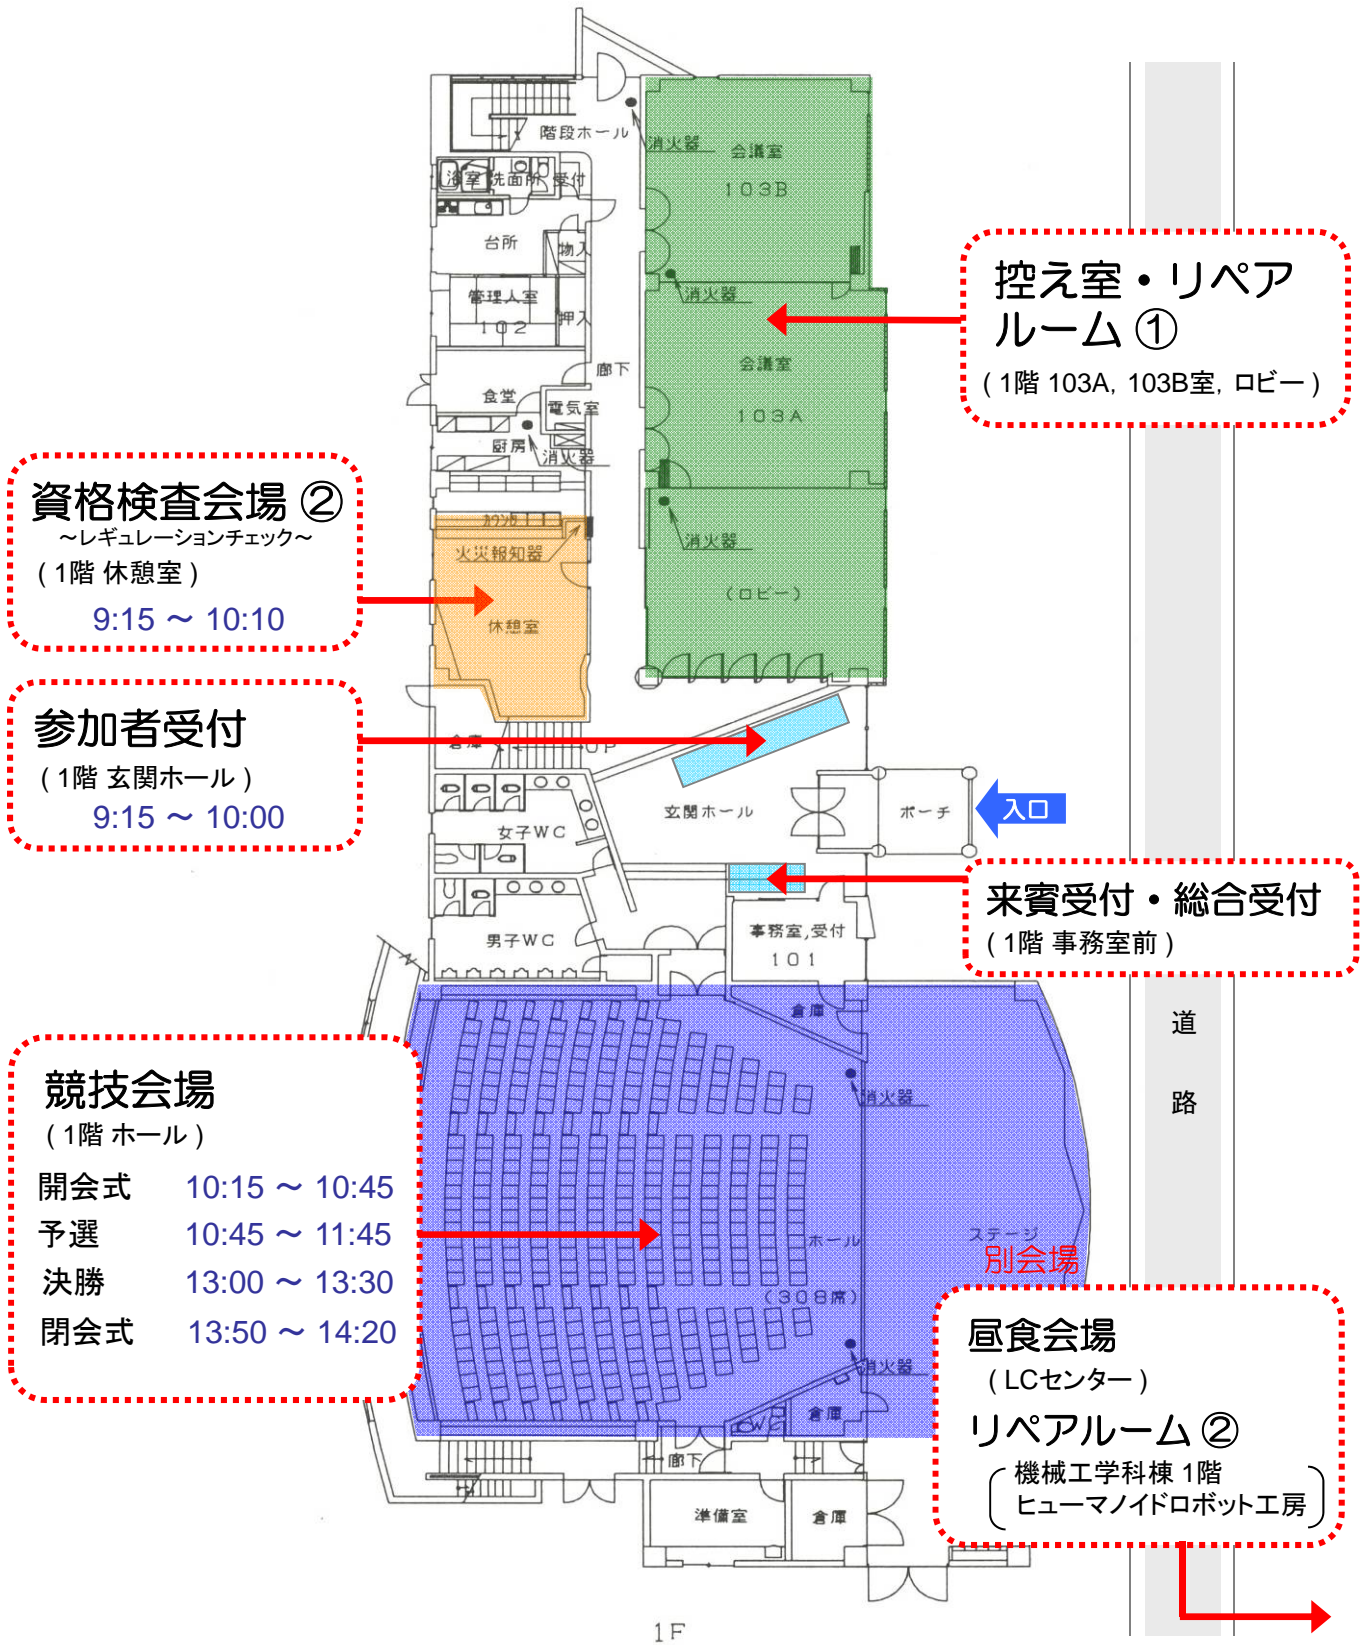 階段ホール
消火器
会議室
103B
浴室
洗面所
受付
台所
物入
消火器
管理人室
102
押入
控え室・リペア
ルーム ①
( 1階 103A, 103B室, ロビー )
廊下
会議室
103A
食堂
電気室
厨房
消火器
資格検査会場 ②
~レギュレーションチェック~
( 1階 休憩室 )
9:15 ~ 10:10
カウンタ
火災報知器
休憩室
消火器
(ロビー)
参加者受付
( 1階 玄関ホール )
9:15 ~ 10:00
倉庫
UP
玄関ホール
ポーチ
入口
女子WC
男子WC
事務室,受付
101
来賓受付・総合受付
( 1階 事務室前 )
道
路
倉庫
消火器
競技会場
( 1階 ホール )
開会式 10:15 ~ 10:45
予選 10:45 ~ 11:45
決勝 13:00 ~ 13:30
閉会式 13:50 ~ 14:20
ホール
(308席)
ステージ
別会場
消火器
昼食会場
( LCセンター )
リペアルーム ②
機械工学科棟 1階
ヒューマノイドロボット工房
WC
倉庫
廊下
準備室
倉庫
1F